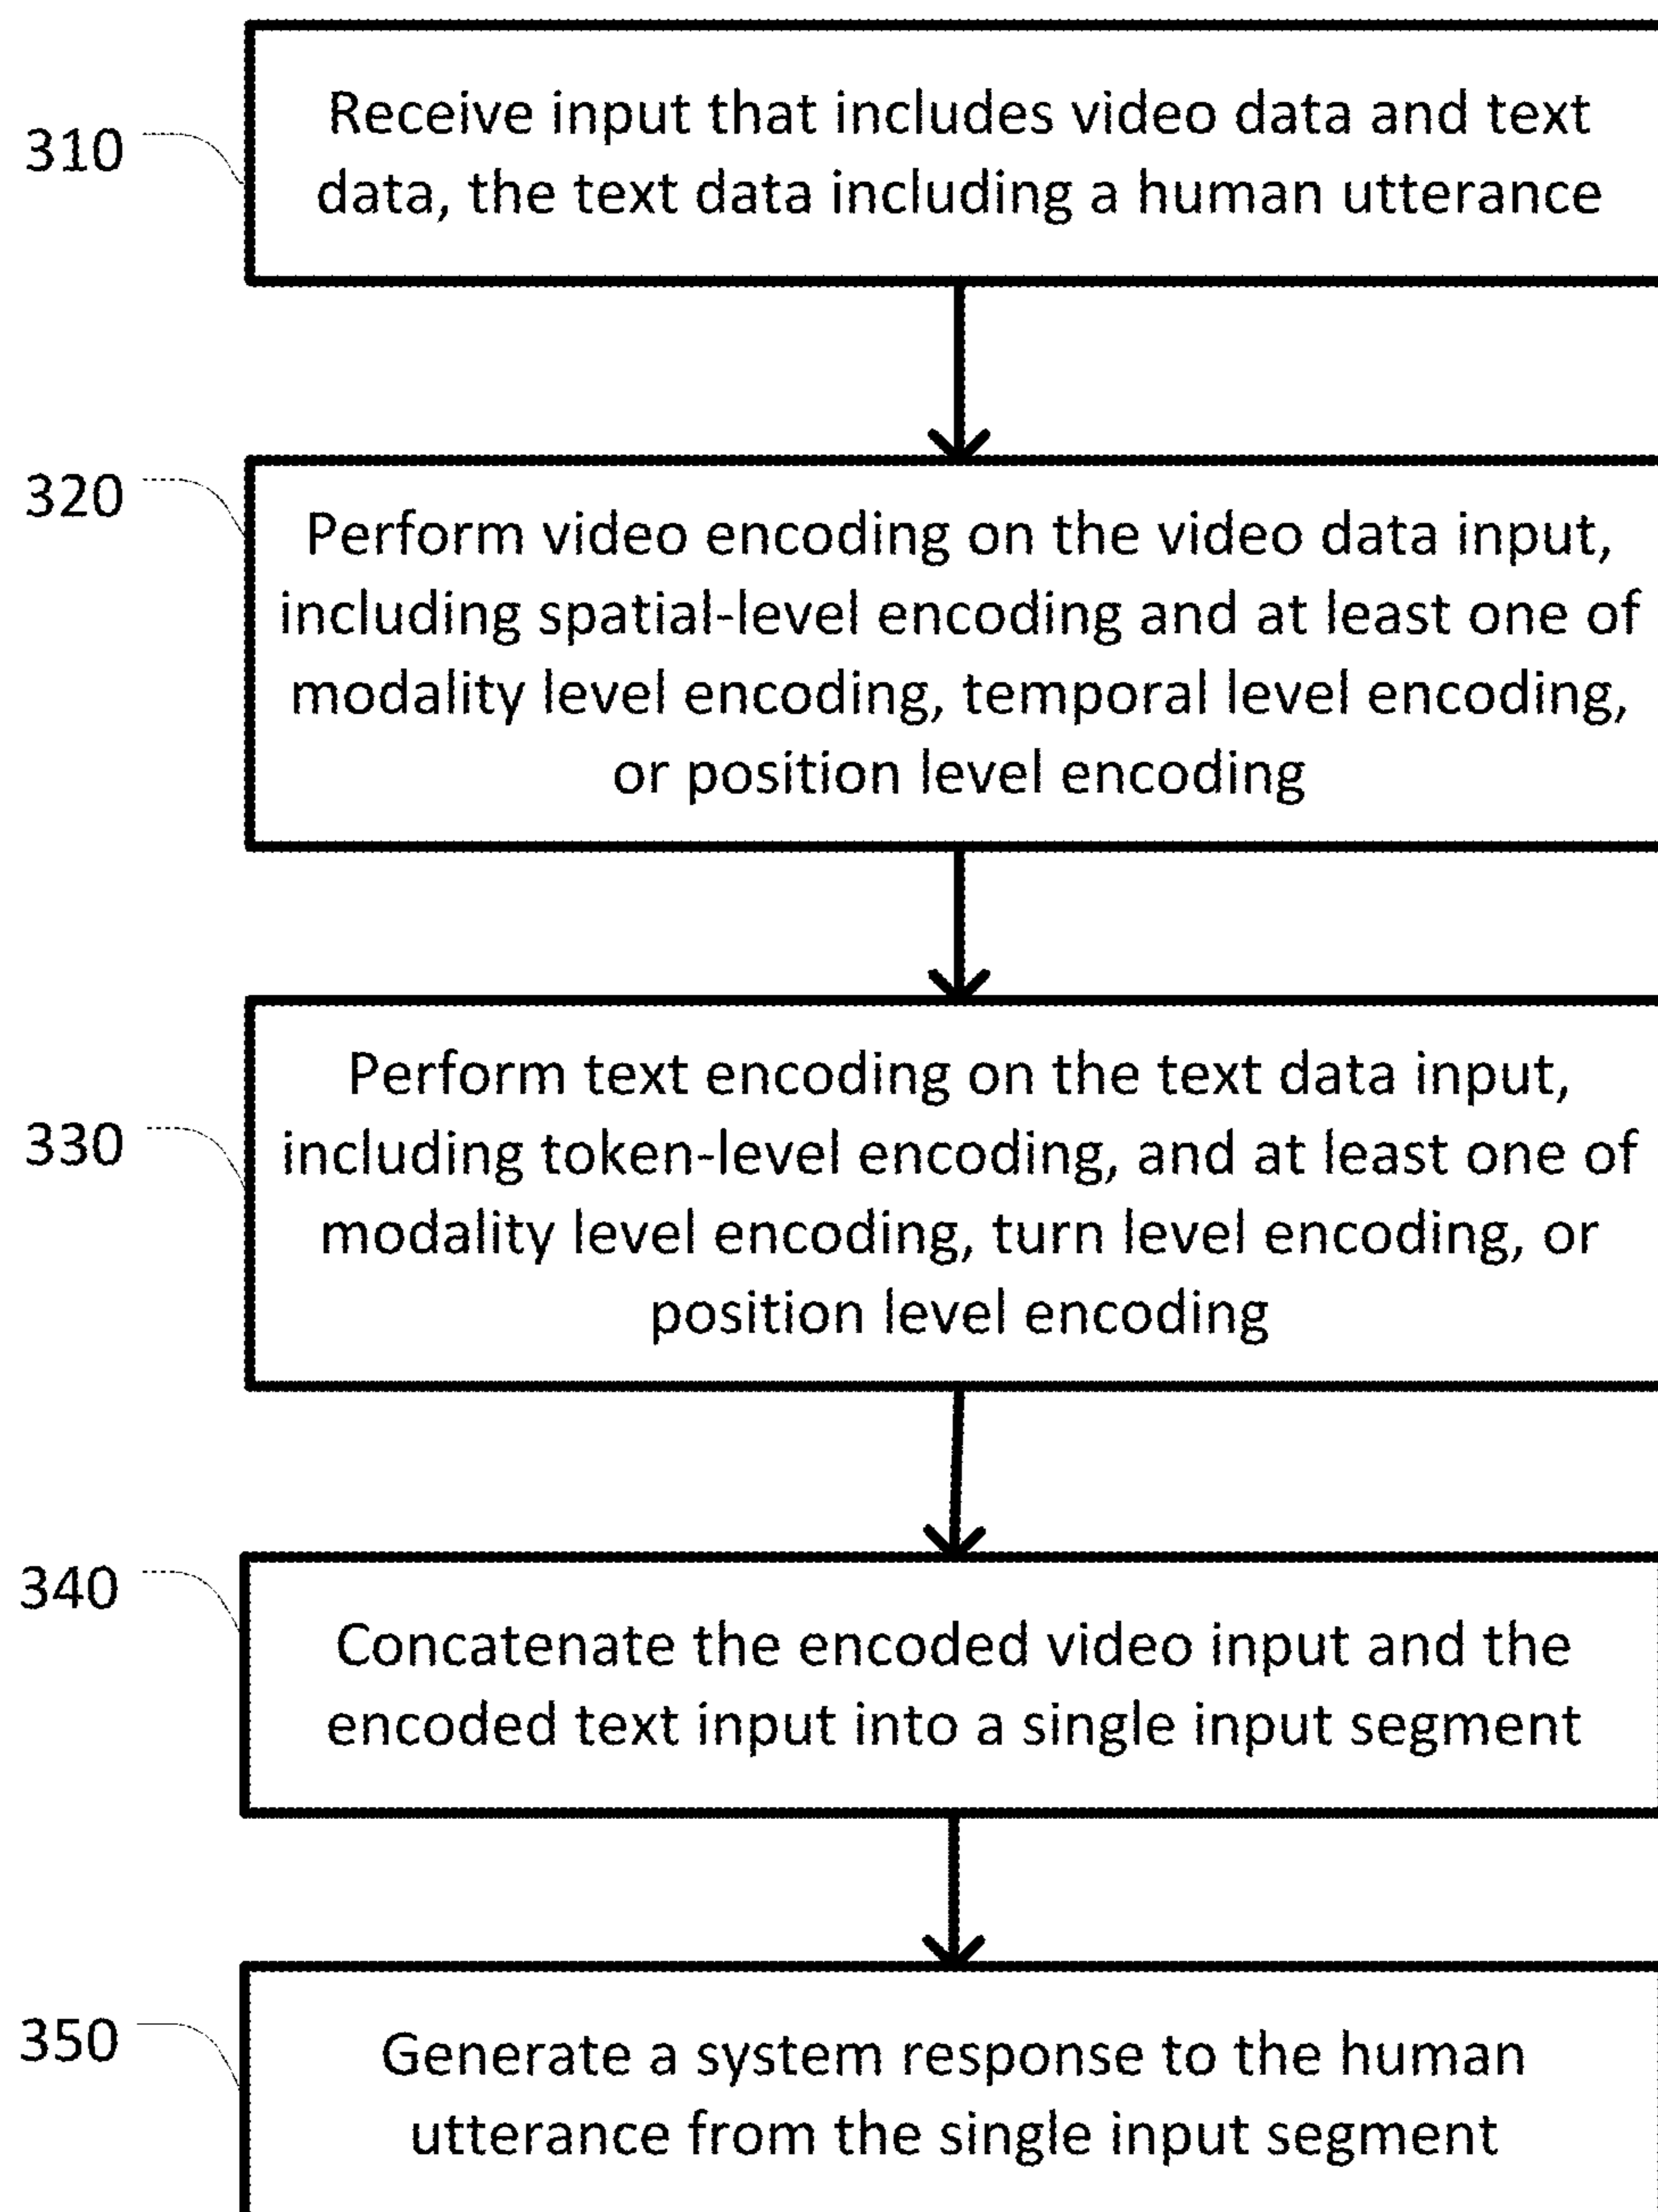 310
Receive input that includes video data and text
data, the text data including a human utterance
320
Perform video encoding on the video data input,
including spatial-level encoding and at least one of
modality level encoding, temporal level encoding,
or position level encoding
330
Perform text encoding on the text data input,
including token-level encoding, and at least one of
modality level encoding, turn level encoding, or
position level encoding
340
Concatenate the encoded video input and the
encoded text input into a single input segment
350
Generate a system response to the human
utterance from the single input segment